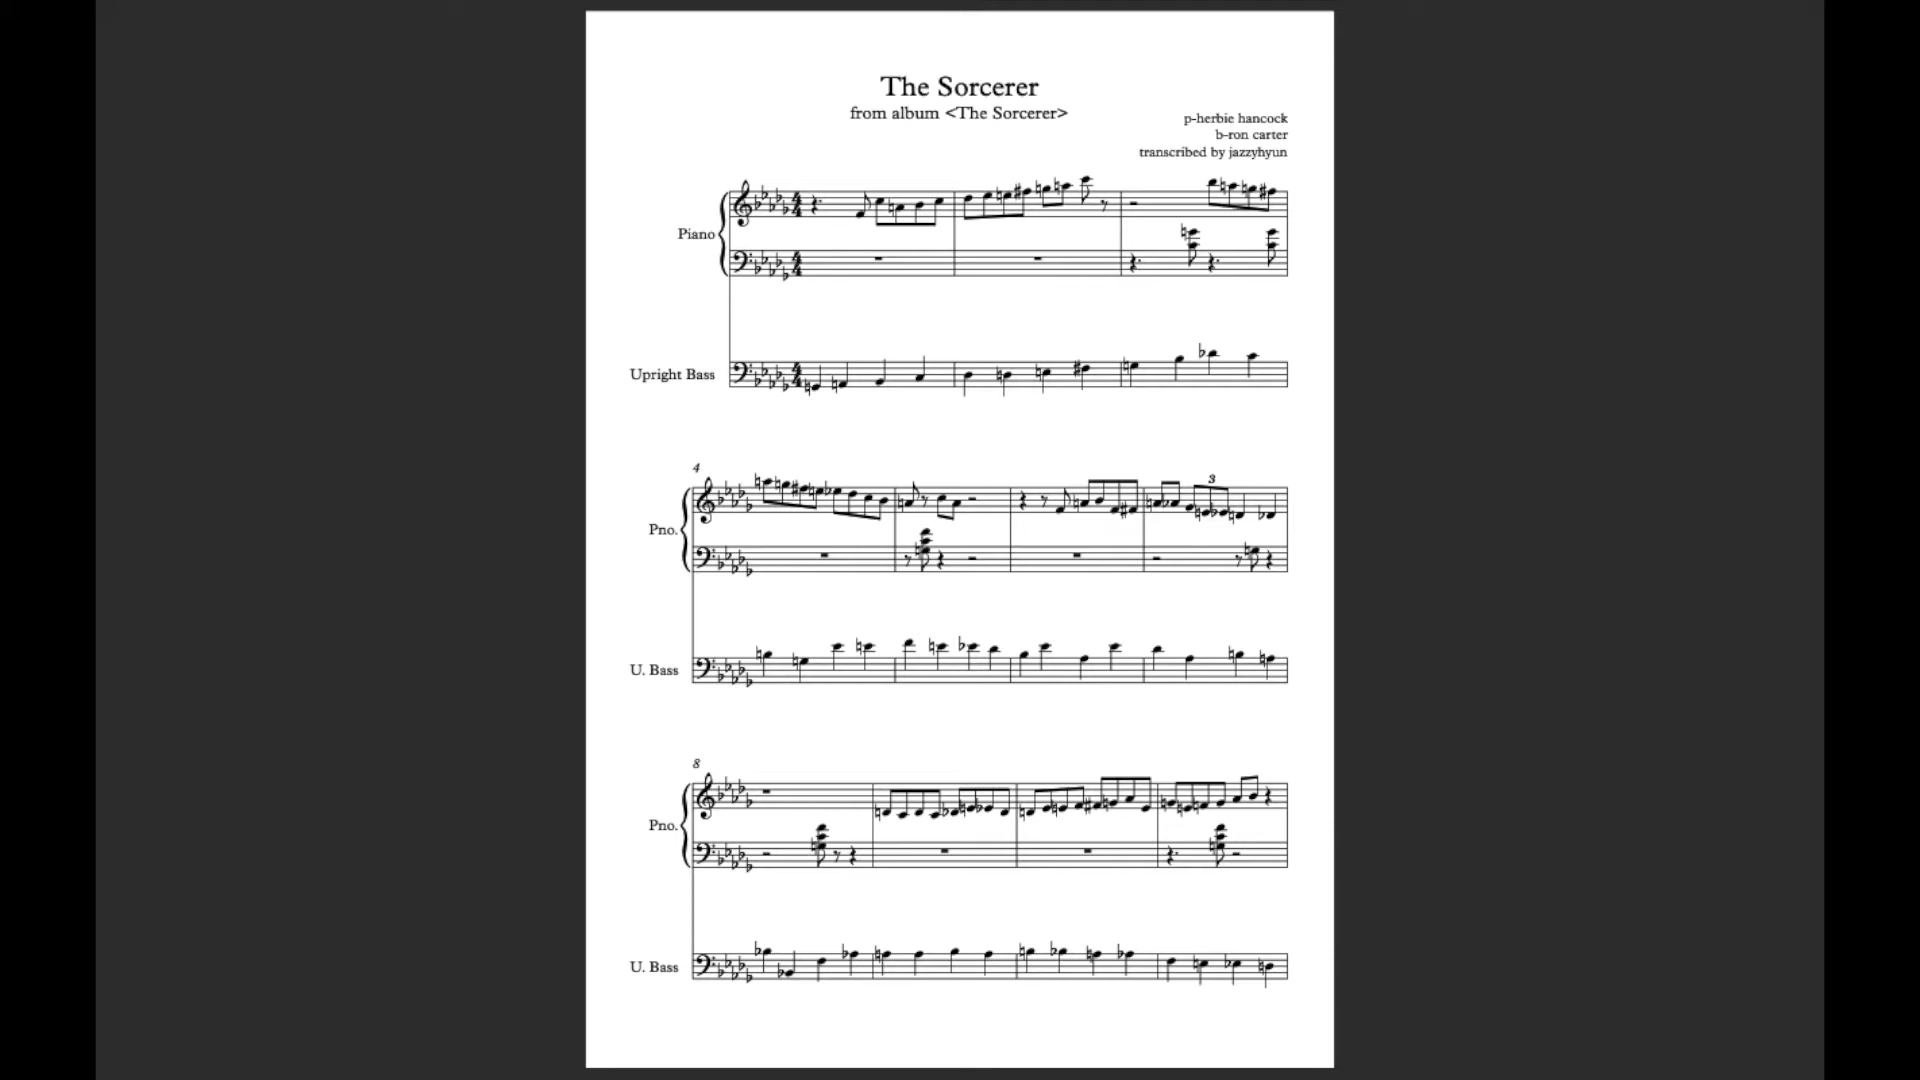 The Sorcerer
from album <The Sorcerer>
p-herbie hancock
b-ron carter
transcribed by jazzyhyun
Piano
Upright Bass
4
3
Pno.
U. Bass
8
Pno.
U. Bass